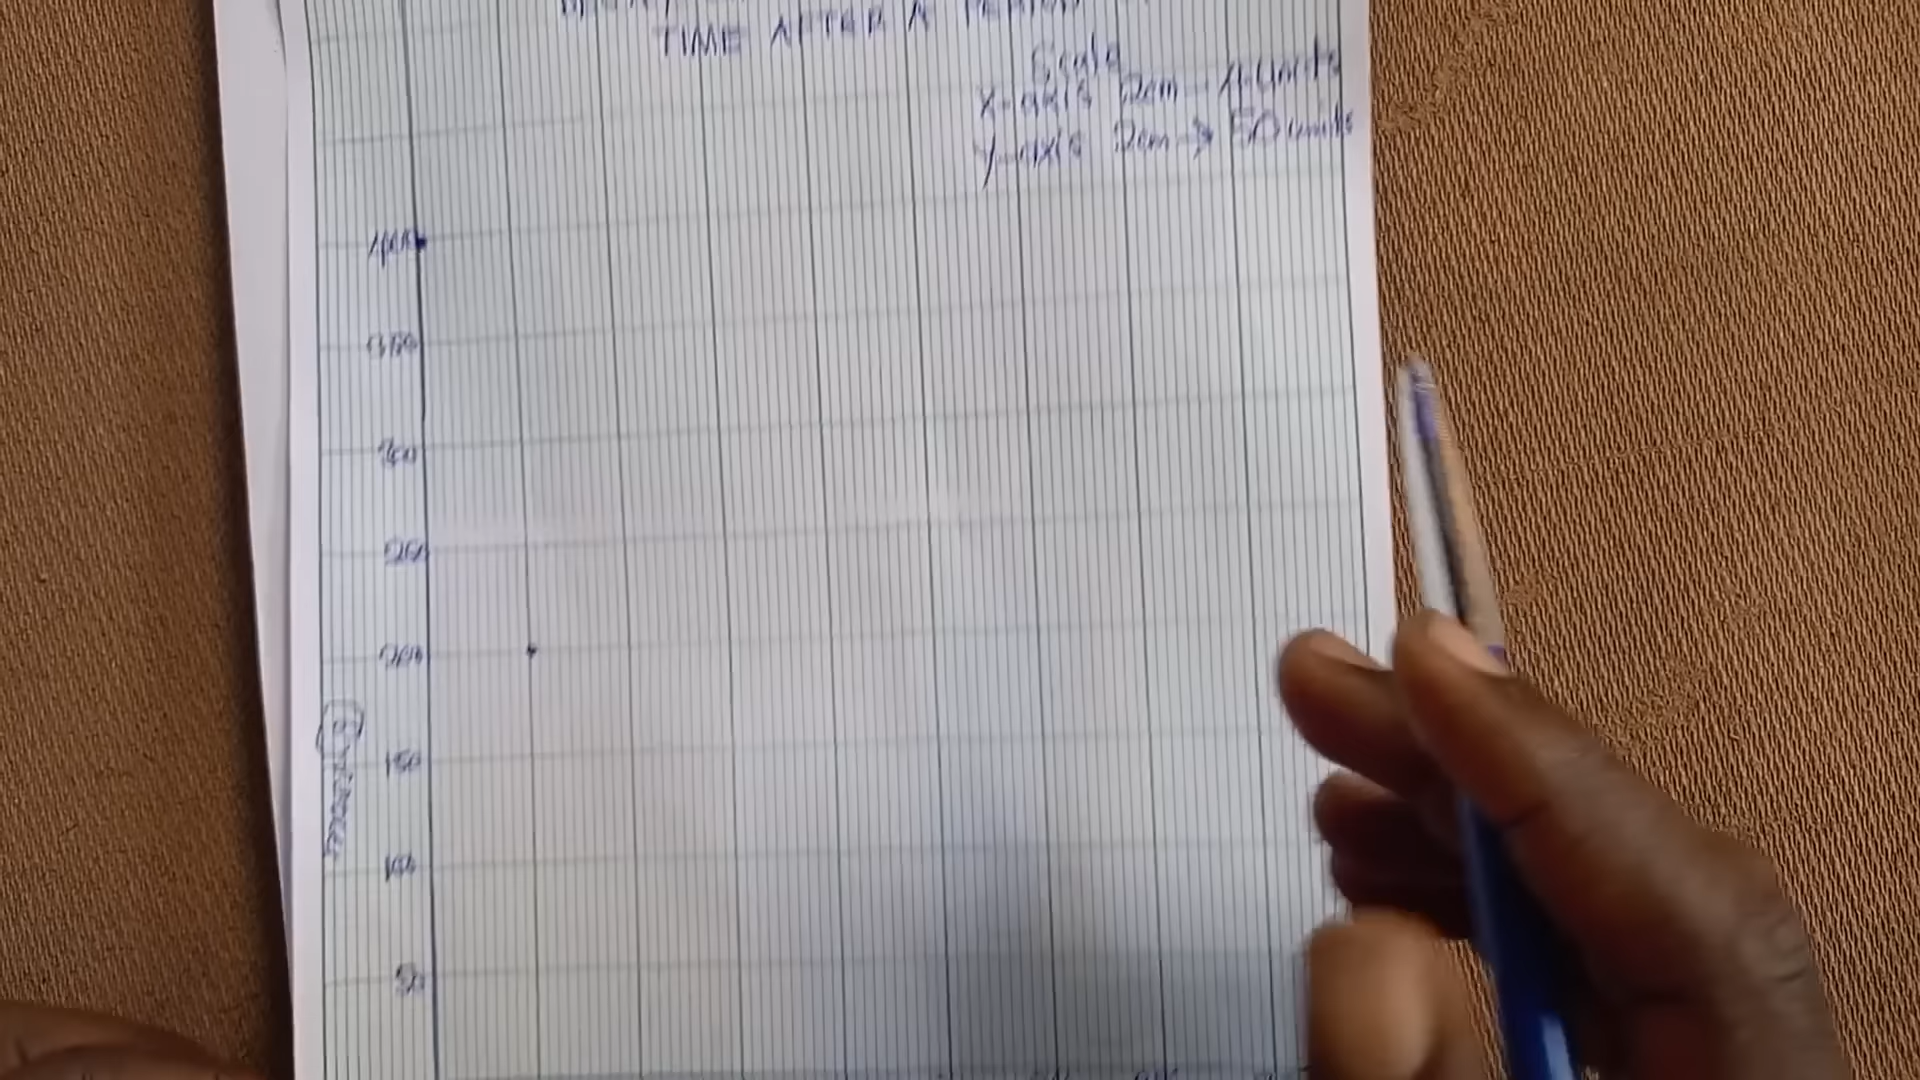 TIME AFTER A PERIOD
Scale
X-axis 2cm - 4 units
Y-axis 2cm → 50 units
400
350
300
250
200
150
100
50